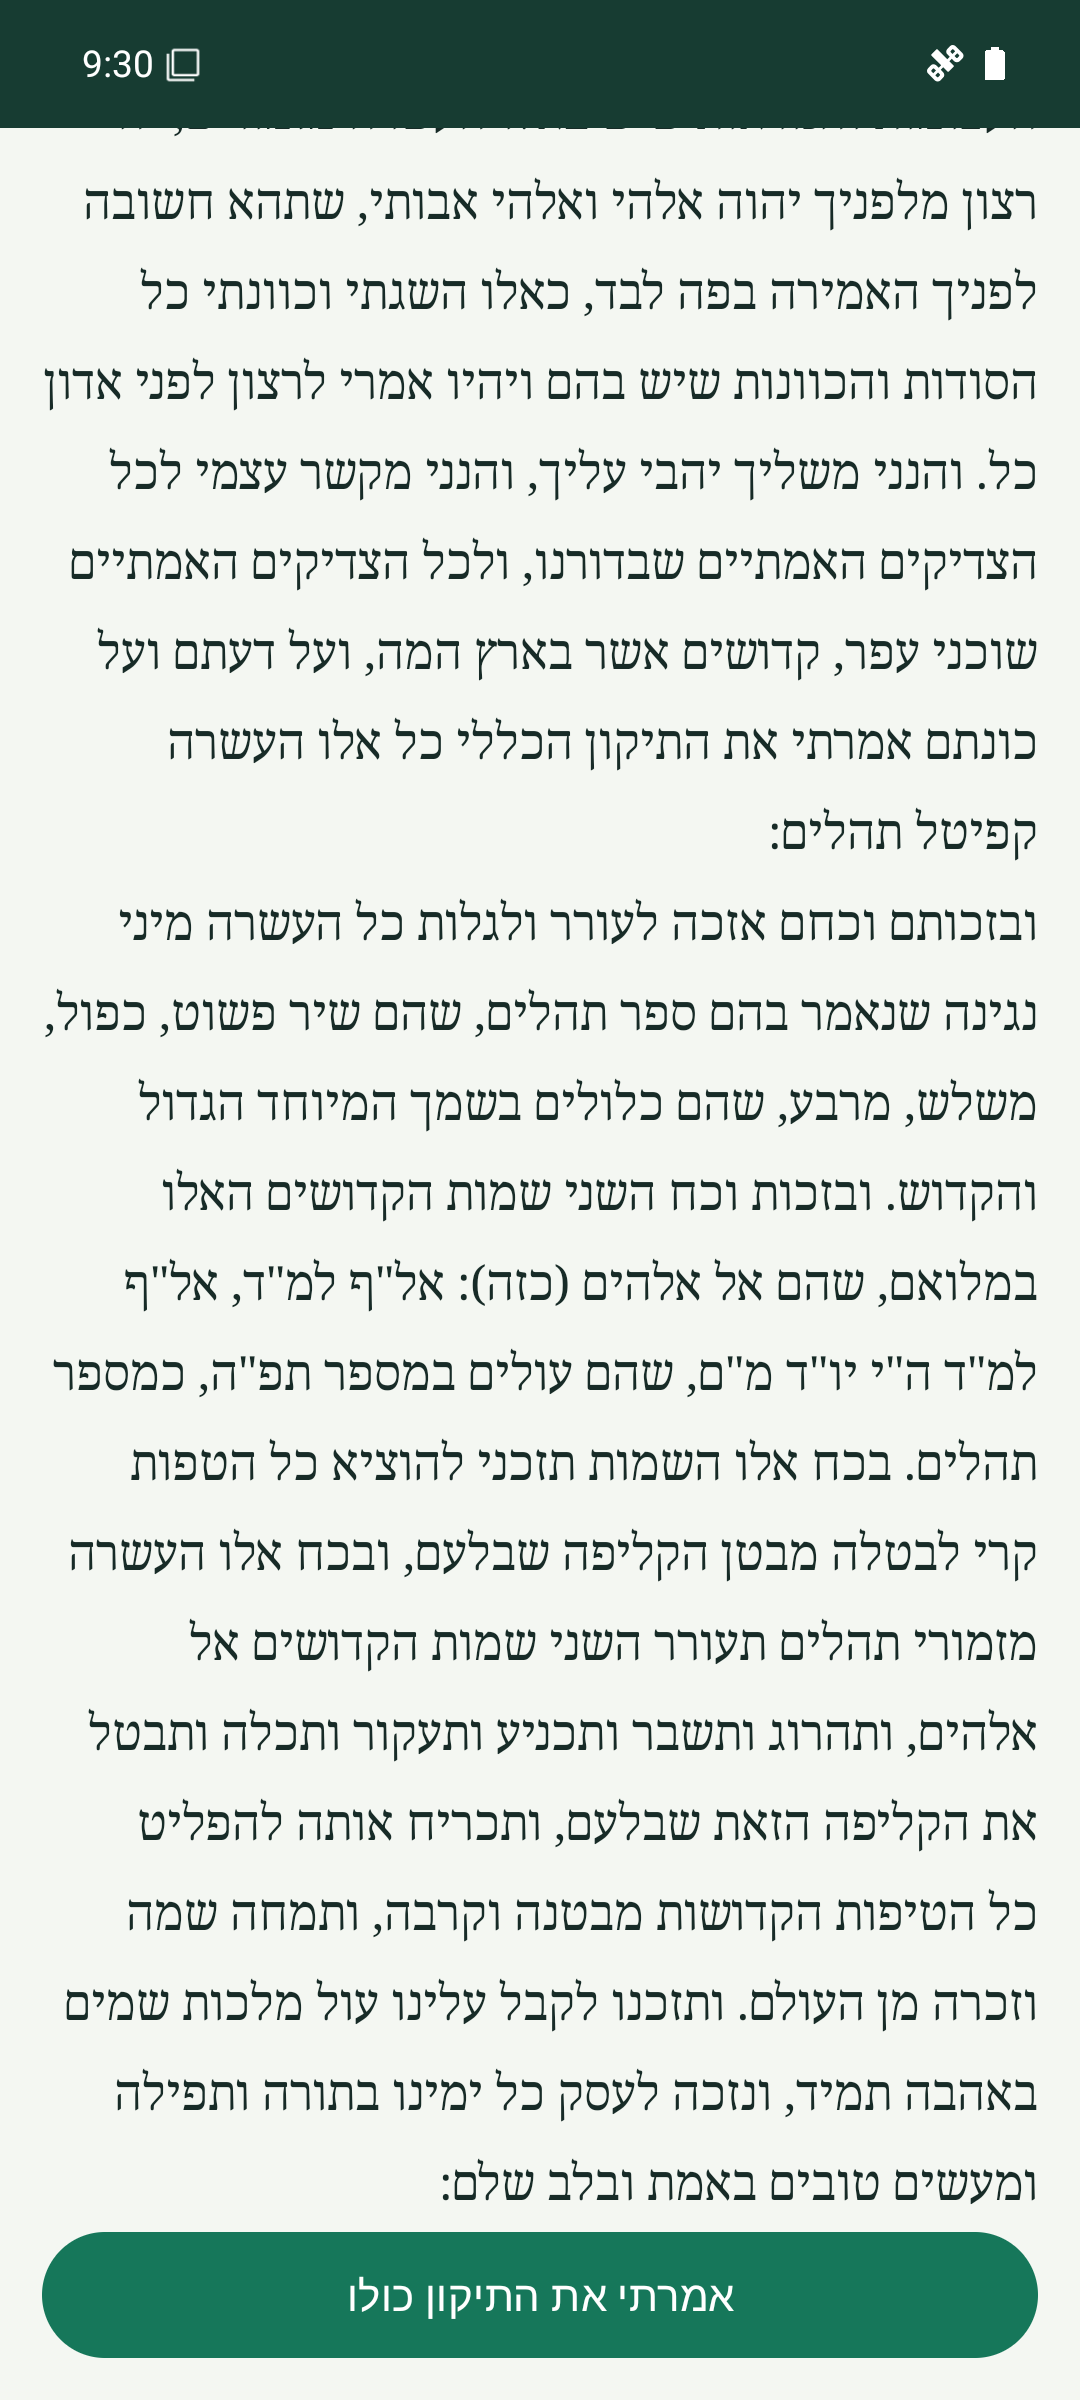 9:30
רצון מלפניך יהוה אלהי ואלהי אבותי, שתהא חשובה
לפניך האמירה בפה לבד, כאלו השגתי וכוונתי כל
הסודות והכוונות שיש בהם ויהיו אמרי לרצון לפני אדון
כל. והנני משליך יהבי עליך, והנני מקשר עצמי לכל
הצדיקים האמתיים שבדורנו, ולכל הצדיקים האמתיים
שוכני עפר, קדושים אשר בארץ המה, ועל דעתם ועל
כונתם אמרתי את התיקון הכללי כל אלו העשרה
קפיטל תהלים:
ובזכותם וכחם אזכה לעורר ולגלות כל העשרה מיני
נגינה שנאמר בהם ספר תהלים, שהם שיר פשוט, כפול,
משלש, מרבע, שהם כלולים בשמך המיוחד הגדול
והקדוש. ובזכות וכח השני שמות הקדושים האלו
במלואם, שהם אל אלהים (כזה): אל"ף למ"ד, אל"ף
למ"ד ה"י יו"ד מ"ם, שהם עולים במספר תפ"ה, כמספר
תהלים. בכח אלו השמות תזכני להוציא כל הטפות
קרי לבטלה מבטן הקליפה שבלעם, ובכח אלו העשרה
מזמורי תהלים תעורר השני שמות הקדושים אל
אלהים, ותהרוג ותשבר ותכניע ותעקור ותכלה ותבטל
את הקליפה הזאת שבלעם, ותכריח אותה להפליט
כל הטיפות הקדושות מבטנה וקרבה, ותמחה שמה
וזכרה מן העולם. ותזכנו לקבל עלינו עול מלכות שמים
באהבה תמיד, ונזכה לעסק כל ימינו בתורה ותפילה
ומעשים טובים באמת ובלב שלם:
אמרתי את התיקון כולו